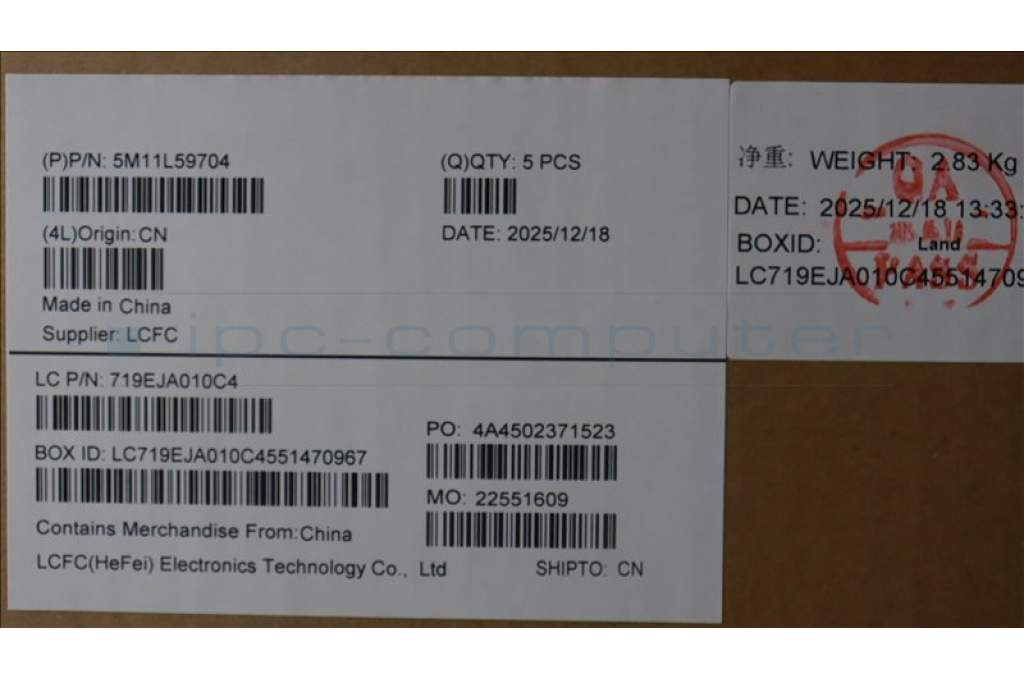 (P)P/N: 5M11L59704
(Q)QTY: 5 PCS
(4L)Origin:CN
DATE: 2025/12/18
Made in China
Supplier: LCFC
LC P/N: 719EJA010C4
BOX ID: LC719EJA010C4551470967
PO: 4A4502371523
MO: 22551609
Contains Merchandise From:China
LCFC(HeFei) Electronics Technology Co., Ltd
SHIPTO: CN
净重: WEIGHT: 2.83 Kg
DATE: 2025/12/18 13:33:
BOXID:
Land
LC719EJA010C45514709
QA
PASS
ipc-computer